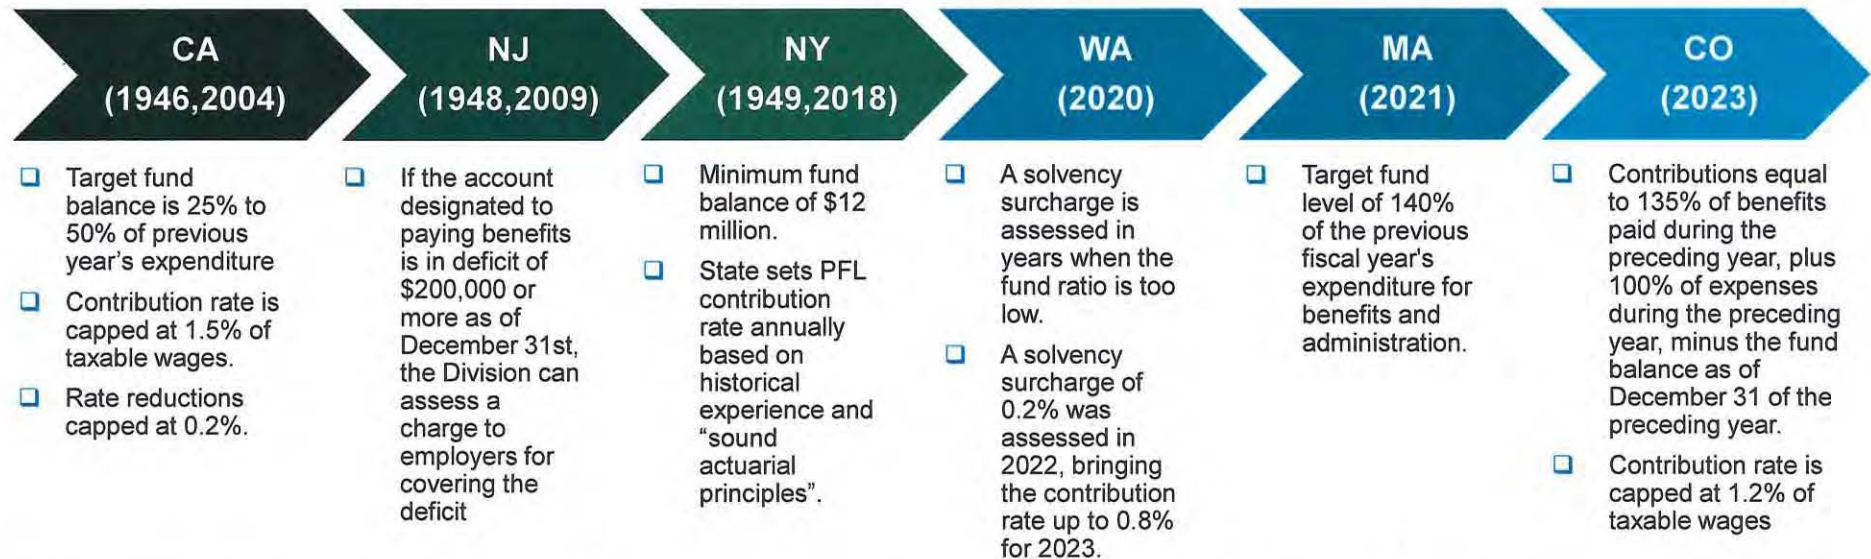 CA
(1946,2004)
NJ
(1948,2009)
NY
(1949,2018)
WA
(2020)
MA
(2021)
CO
(2023)
Target fund
balance is 25% to
50% of previous
year's expenditure
Contribution rate is
capped at 1.5% of
taxable wages.
Rate reductions
capped at 0.2%.
If the account
designated to
paying benefits
is in deficit of
$200,000 or
more as of
December 31st,
the Division can
assess a
charge to
employers for
covering the
deficit
Minimum fund
balance of $12
million.
State sets PFL
contribution
rate annually
based on
historical
experience and
“sound
actuarial
principles”.
A solvency
surcharge is
assessed in
years when the
fund ratio is too
low.
A solvency
surcharge of
0.2% was
assessed in
2022, bringing
the contribution
rate up to 0.8%
for 2023.
Target fund
level of 140%
of the previous
fiscal year's
expenditure for
benefits and
administration.
Contributions equal
to 135% of benefits
paid during the
preceding year, plus
100% of expenses
during the preceding
year, minus the fund
balance as of
December 31 of the
preceding year.
Contribution rate is
capped at 1.2% of
taxable wages